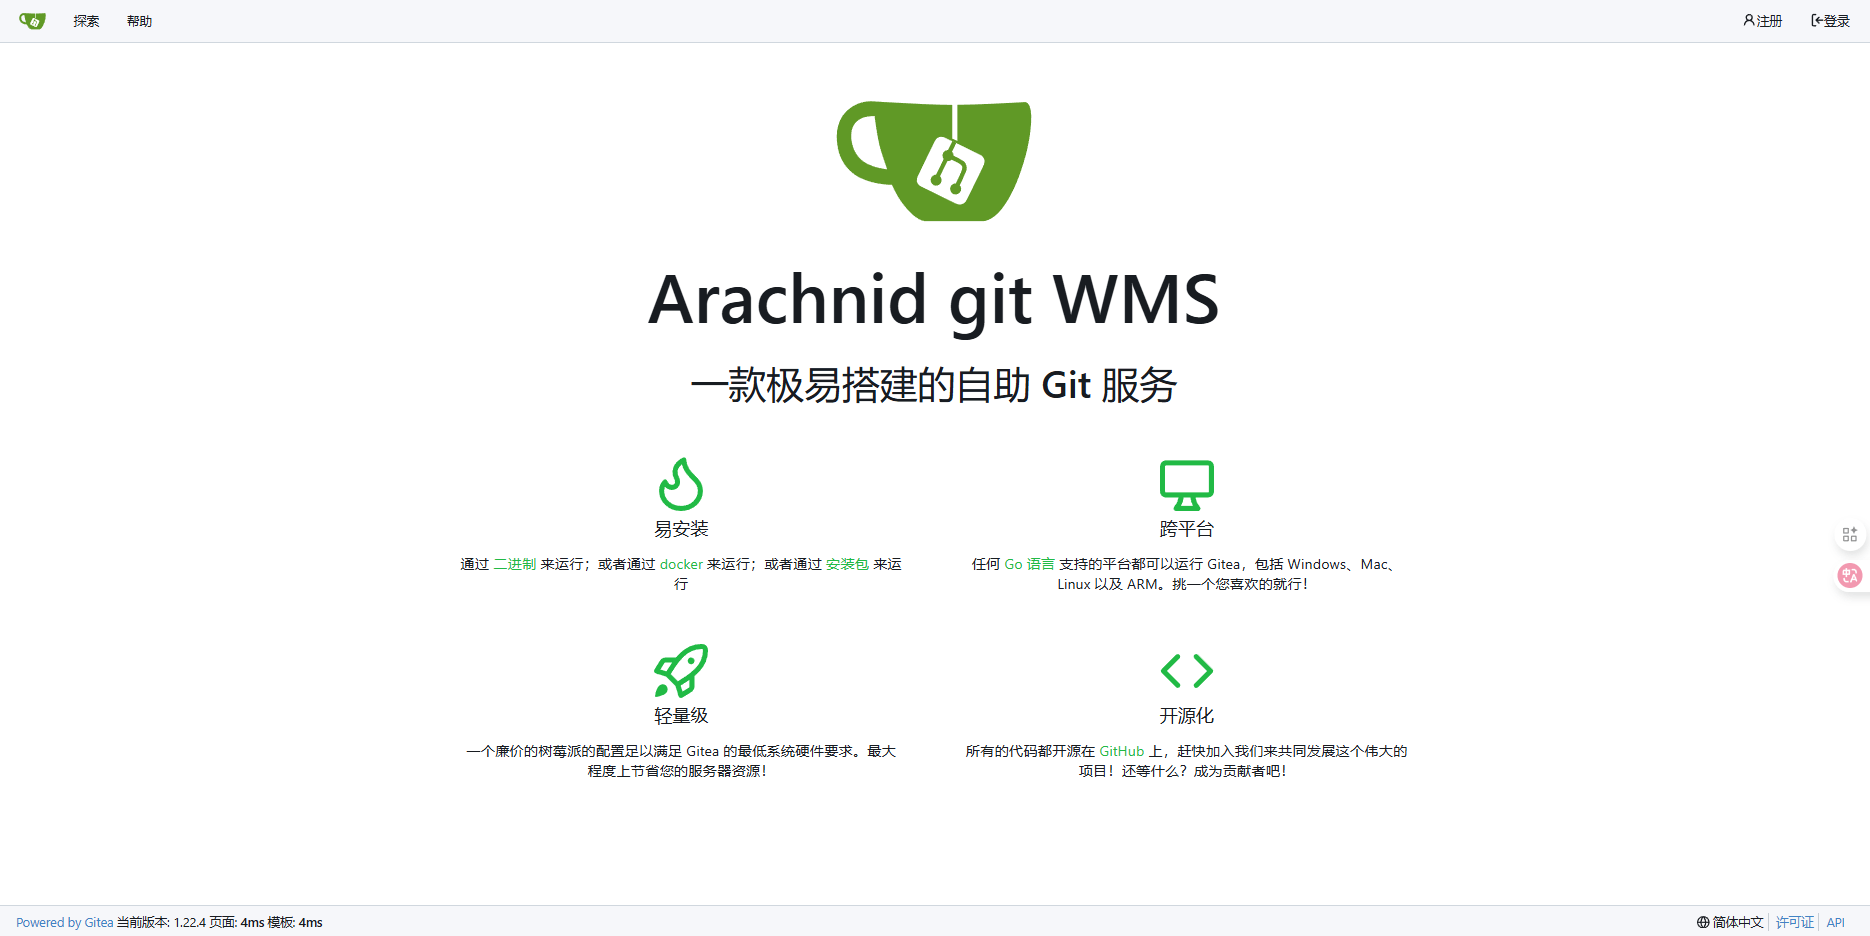 探索 帮助 注册 登录
Arachnid git WMS
一款极易搭建的自助 Git 服务
易安装
通过 二进制 来运行；或者通过 docker 来运行；或者通过 安装包 来运
行
跨平台
任何 Go 语言 支持的平台都可以运行 Gitea，包括 Windows、Mac、
Linux 以及 ARM。挑一个您喜欢的就行！
轻量级
一个廉价的树莓派的配置足以满足 Gitea 的最低系统硬件要求。最大
程度上节省您的服务器资源！
开源化
所有的代码都开源在 GitHub 上，赶快加入我们来共同发展这个伟大的
项目！还等什么？成为贡献者吧！
Powered by Gitea 当前版本: 1.22.4 页面: 4ms 模板: 4ms 简体中文 许可证 API